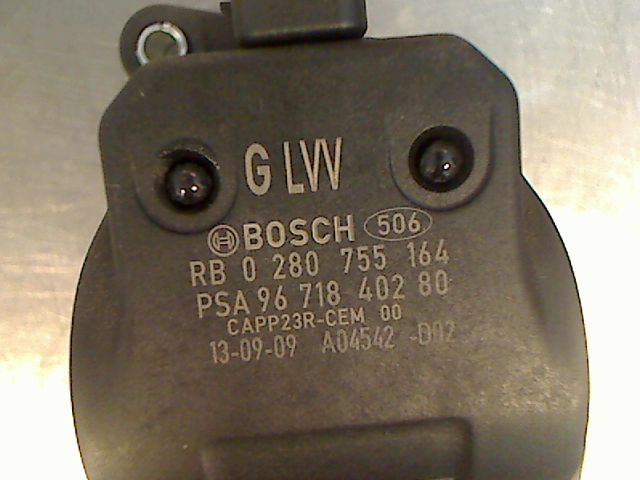 G LVV
BOSCH 506
RB 0 280 755 164
PSA 96 718 402 80
CAPP23R-CEM 00
13-09-09 A04542 -D02